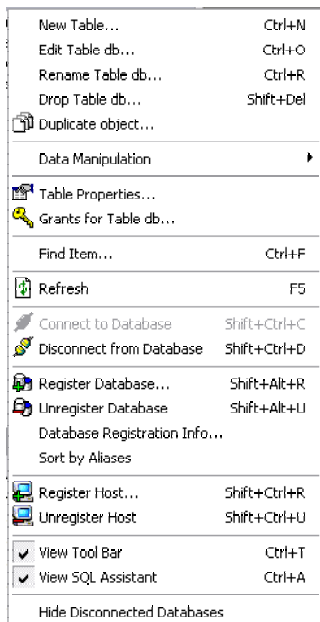 New Table... Ctrl+N
Edit Table db... Ctrl+O
Rename Table db... Ctrl+R
Drop Table db... Shift+Del
Duplicate object...
Data Manipulation
Table Properties...
Grants for Table db...
Find Item... Ctrl+F
Refresh F5
Connect to Database Shift+Ctrl+C
Disconnect from Database Shift+Ctrl+D
Register Database... Shift+Alt+R
Unregister Database Shift+Alt+U
Database Registration Info...
Sort by Aliases
Register Host... Shift+Ctrl+R
Unregister Host Shift+Ctrl+U
View Tool Bar Ctrl+T
View SQL Assistant Ctrl+A
Hide Disconnected Databases